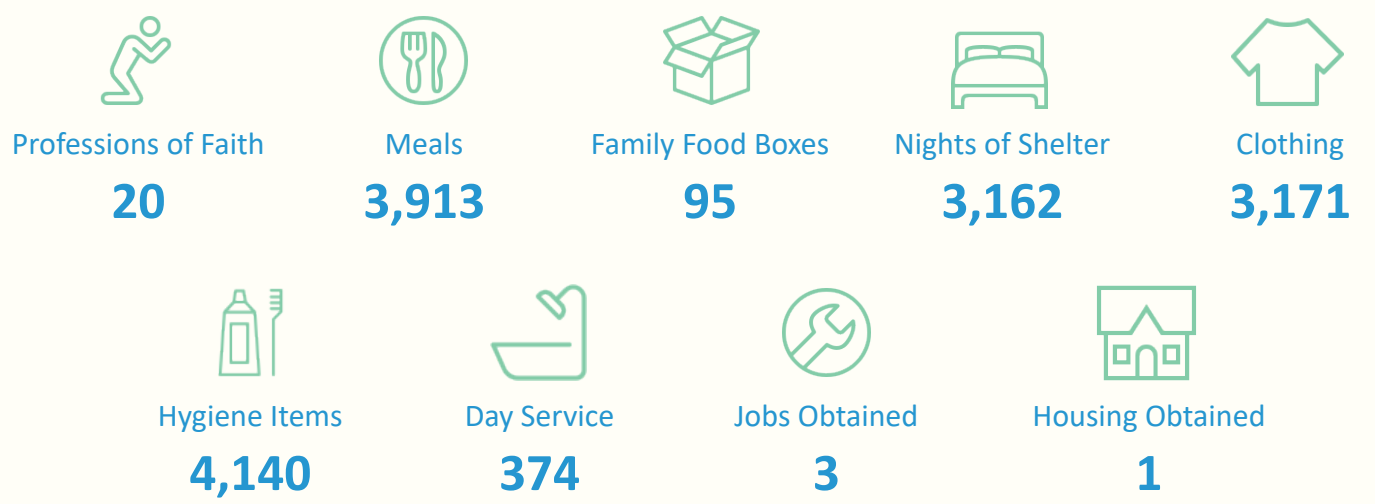 Professions of Faith Meals Family Food Boxes Nights of Shelter Clothing
20 3,913 95 3,162 3,171
Hygiene Items Day Service Jobs Obtained Housing Obtained
4,140 374 3 1